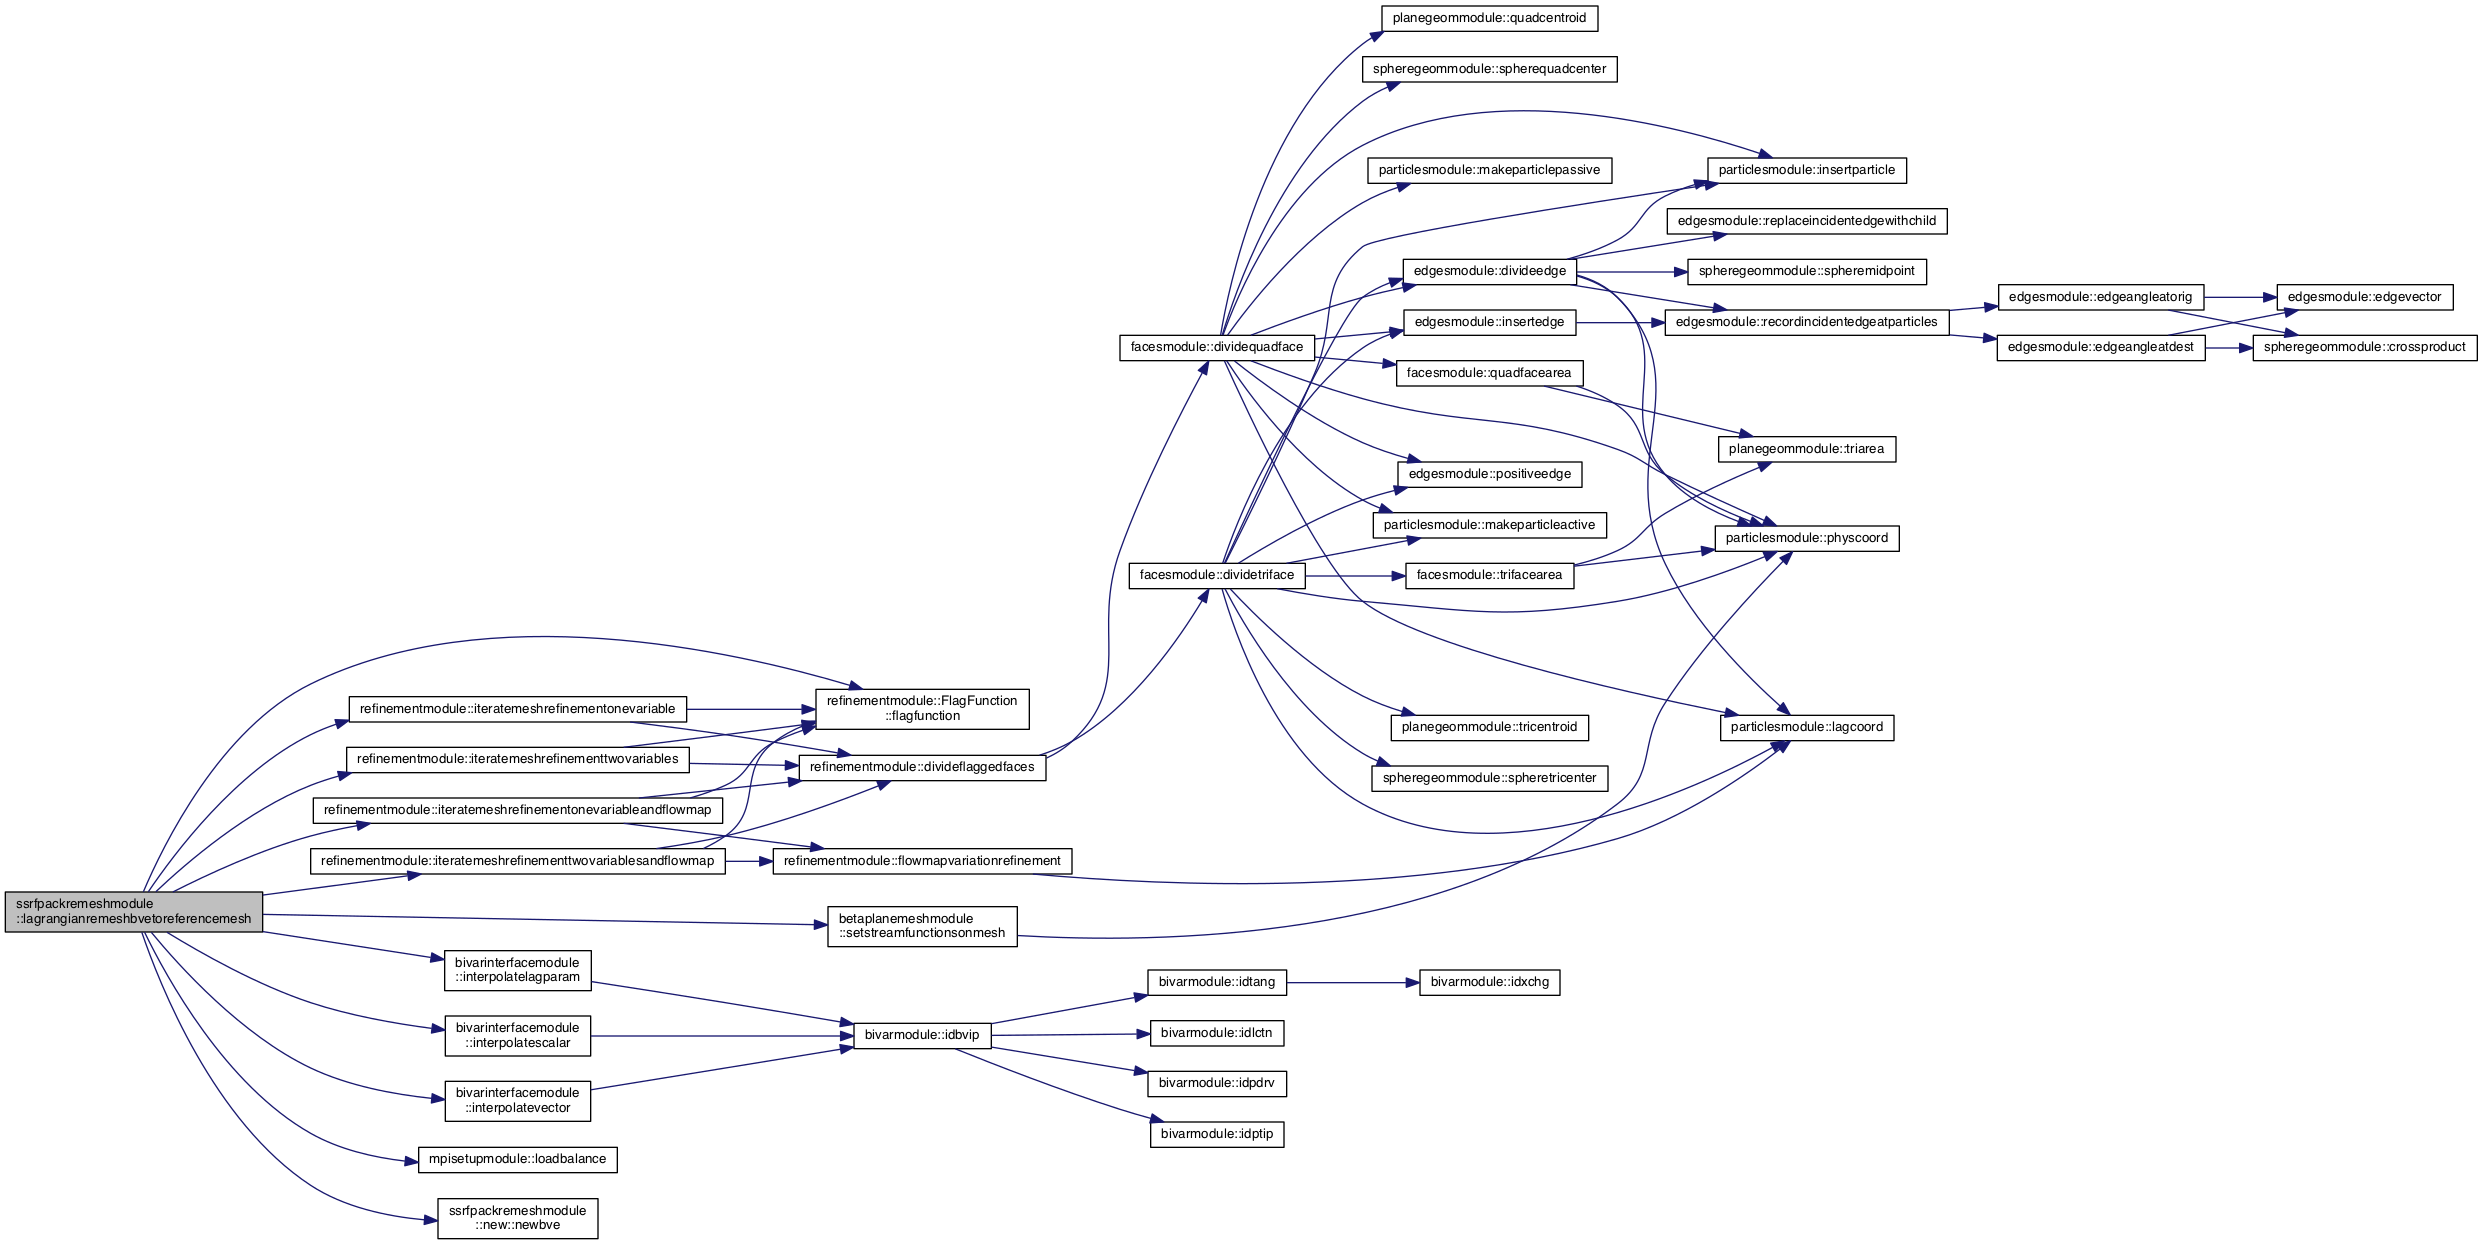 planegeommodule::quadcentroid
spheregeommodule::spherequadcenter
particlesmodule::makeparticlepassive
particlesmodule::insertparticle
edgesmodule::replaceincidentedgewithchild
edgesmodule::divideedge
spheregeommodule::spheremidpoint
edgesmodule::edgeangleatorig
edgesmodule::edgevector
edgesmodule::insertedge
edgesmodule::recordincidentedgeatparticles
facesmodule::dividequadface
edgesmodule::edgeangleatdest
spheregeommodule::crossproduct
facesmodule::quadfacearea
planegeommodule::triarea
edgesmodule::positiveedge
particlesmodule::makeparticleactive
particlesmodule::physcoord
facesmodule::dividetriface
facesmodule::trifacearea
refinementmodule::iteratemeshrefinementonevariable
refinementmodule::FlagFunction
::flagfunction
planegeommodule::tricentroid
particlesmodule::lagcoord
refinementmodule::iteratemeshrefinementtwovariables
refinementmodule::divideflaggedfaces
spheregeommodule::spheretricenter
refinementmodule::iteratemeshrefinementonevariableandflowmap
refinementmodule::iteratemeshrefinementtwovariablesandflowmap
refinementmodule::flowmapvariationrefinement
ssrfpackremeshmodule
::lagrangianremeshbvetoreferencemesh
betaplanemeshmodule
::setstreamfunctionsonmesh
bivarinterfacemodule
::interpolatelagparam
bivarmodule::idtang
bivarmodule::idxchg
bivarinterfacemodule
::interpolatescalar
bivarmodule::idbvip
bivarmodule::idlctn
bivarmodule::idpdrv
bivarinterfacemodule
::interpolatevector
bivarmodule::idptip
mpisetupmodule::loadbalance
ssrfpackremeshmodule
::new::newbve